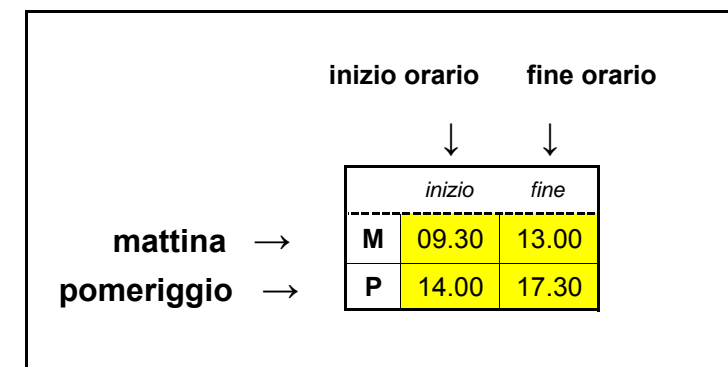 inizio orario fine orario
↓ ↓
inizio fine
mattina → M 09.30 13.00
pomeriggio → P 14.00 17.30